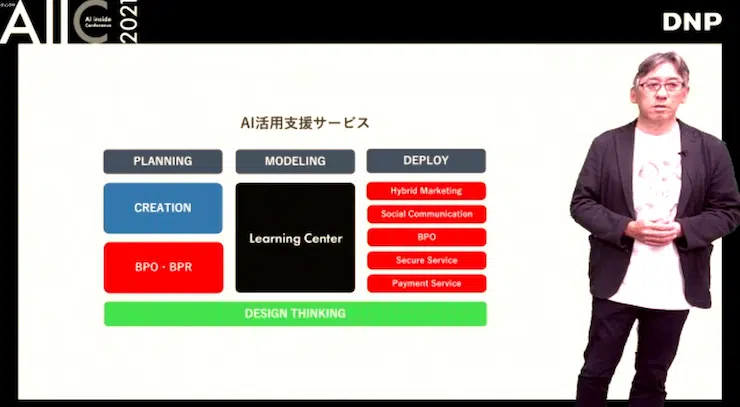 AIIC
AI inside
Conference
2021
DNP
AI活用支援サービス
PLANNING
MODELING
DEPLOY
CREATION
BPO・BPR
Learning Center
Hybrid Marketing
Social Communication
BPO
Secure Service
Payment Service
DESIGN THINKING